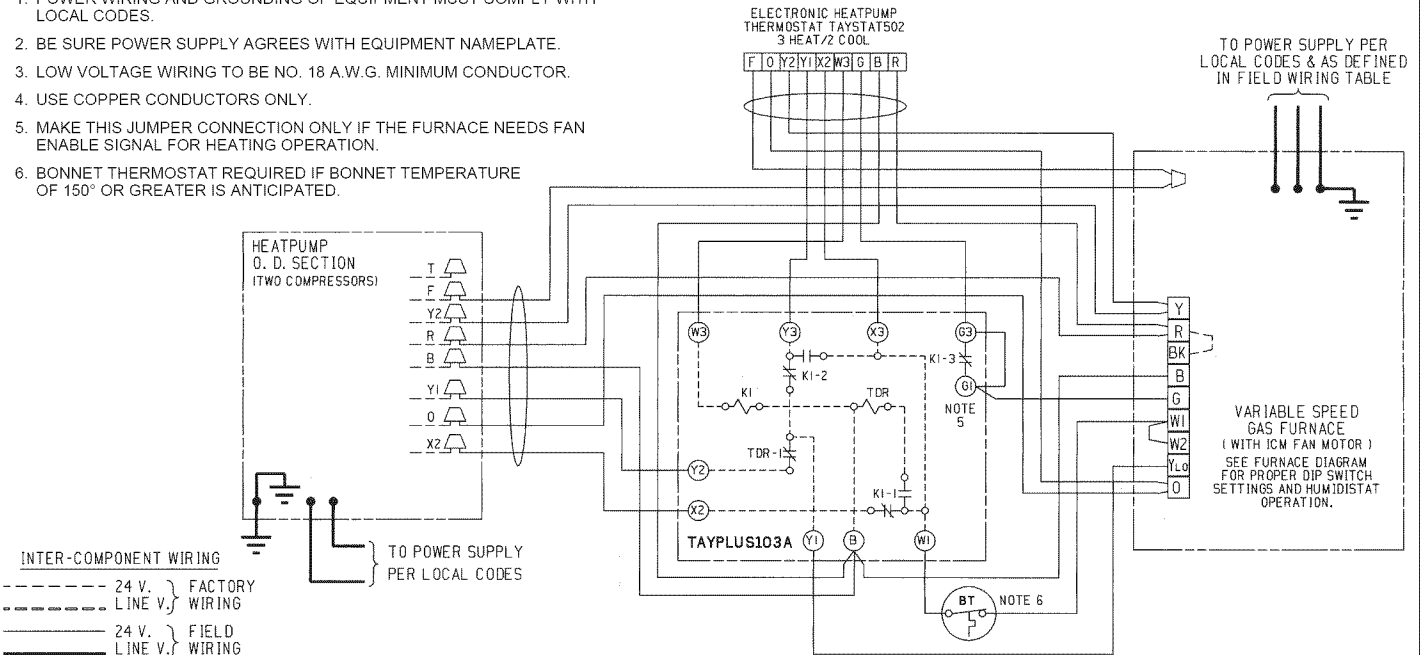 1. POWER WIRING AND GROUNDING OF EQUIPMENT MUST COMPLY WITH
LOCAL CODES.
2. BE SURE POWER SUPPLY AGREES WITH EQUIPMENT NAMEPLATE.
3. LOW VOLTAGE WIRING TO BE NO. 18 A.W.G. MINIMUM CONDUCTOR.
4. USE COPPER CONDUCTORS ONLY.
5. MAKE THIS JUMPER CONNECTION ONLY IF THE FURNACE NEEDS FAN
ENABLE SIGNAL FOR HEATING OPERATION.
6. BONNET THERMOSTAT REQUIRED IF BONNET TEMPERATURE
OF 150° OR GREATER IS ANTICIPATED.
ELECTRONIC HEATPUMP
THERMOSTAT TAYSTAT502
3 HEAT/2 COOL
F O Y2 Y1 X2 W3 G B R
TO POWER SUPPLY PER
LOCAL CODES & AS DEFINED
IN FIELD WIRING TABLE
HEATPUMP
O. D. SECTION
(TWO COMPRESSORS)
T
F
Y2
R
B
Y1
O
X2
W3 Y3 X3 G3
K1-2
K1-3
K1
TDR
G1
NOTE
5
TDR-1
Y2
K1-1
X2
TAYPLUS103A
Y1 B W1
BT
NOTE 6
Y
R
BK
B
G
W1
W2
YLO
O
VARIABLE SPEED
GAS FURNACE
( WITH ICM FAN MOTOR )
SEE FURNACE DIAGRAM
FOR PROPER DIP SWITCH
SETTINGS AND HUMIDISTAT
OPERATION.
TO POWER SUPPLY
PER LOCAL CODES
INTER-COMPONENT WIRING
24 V.
LINE V.
FACTORY
WIRING
24 V.
LINE V.
FIELD
WIRING